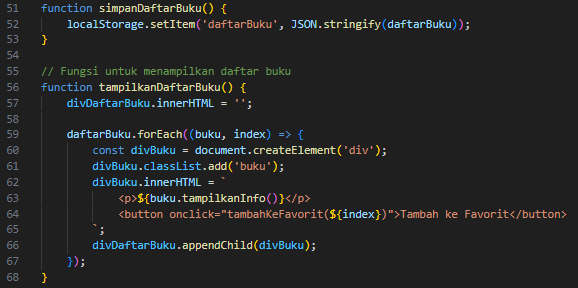 51 function simpanDaftarBuku() {
52     localStorage.setItem('daftarBuku', JSON.stringify(daftarBuku));
53 }
54
55 // Fungsi untuk menampilkan daftar buku
56 function tampilkanDaftarBuku() {
57     divDaftarBuku.innerHTML = '';
58
59     daftarBuku.forEach((buku, index) => {
60         const divBuku = document.createElement('div');
61         divBuku.classList.add('buku');
62         divBuku.innerHTML = `
63             <p>${buku.tampilkanInfo()}</p>
64             <button onclick="tambahKeFavorit(${index})">Tambah ke Favorit</button>
65         `;
66         divDaftarBuku.appendChild(divBuku);
67     });
68 }